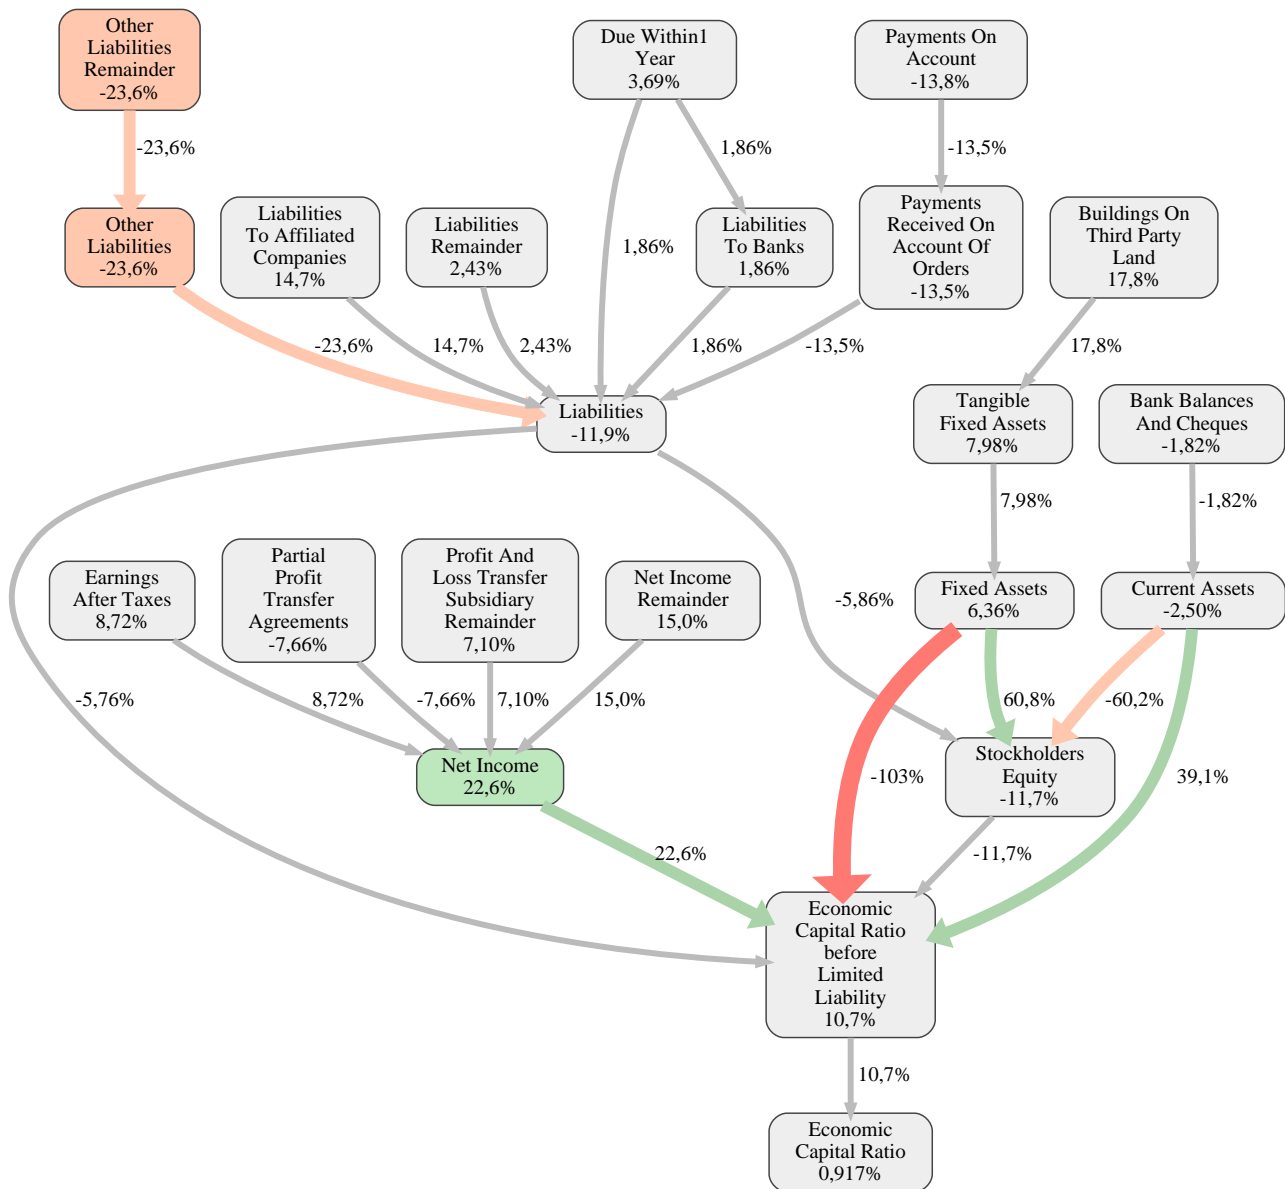 Other
Liabilities
Remainder
-23,6%
Due Within1
Year
3,69%
Payments On
Account
-13,8%
-23,6%
1,86%
-13,5%
Other
Liabilities
-23,6%
Liabilities
To Affiliated
Companies
14,7%
Liabilities
Remainder
2,43%
1,86%
Liabilities
To Banks
1,86%
Payments
Received On
Account Of
Orders
-13,5%
Buildings On
Third Party
Land
17,8%
-23,6%
14,7%
2,43%
1,86%
-13,5%
17,8%
Liabilities
-11,9%
Tangible
Fixed Assets
7,98%
Bank Balances
And Cheques
-1,82%
7,98%
-1,82%
Earnings
After Taxes
8,72%
Partial
Profit
Transfer
Agreements
-7,66%
Profit And
Loss Transfer
Subsidiary
Remainder
7,10%
Net Income
Remainder
15,0%
-5,86%
Fixed Assets
6,36%
Current Assets
-2,50%
-5,76%
8,72%
-7,66%
7,10%
15,0%
60,8%
-60,2%
Net Income
22,6%
-103%
Stockholders
Equity
-11,7%
39,1%
22,6%
-11,7%
Economic
Capital Ratio
before
Limited
Liability
10,7%
10,7%
Economic
Capital Ratio
0,917%